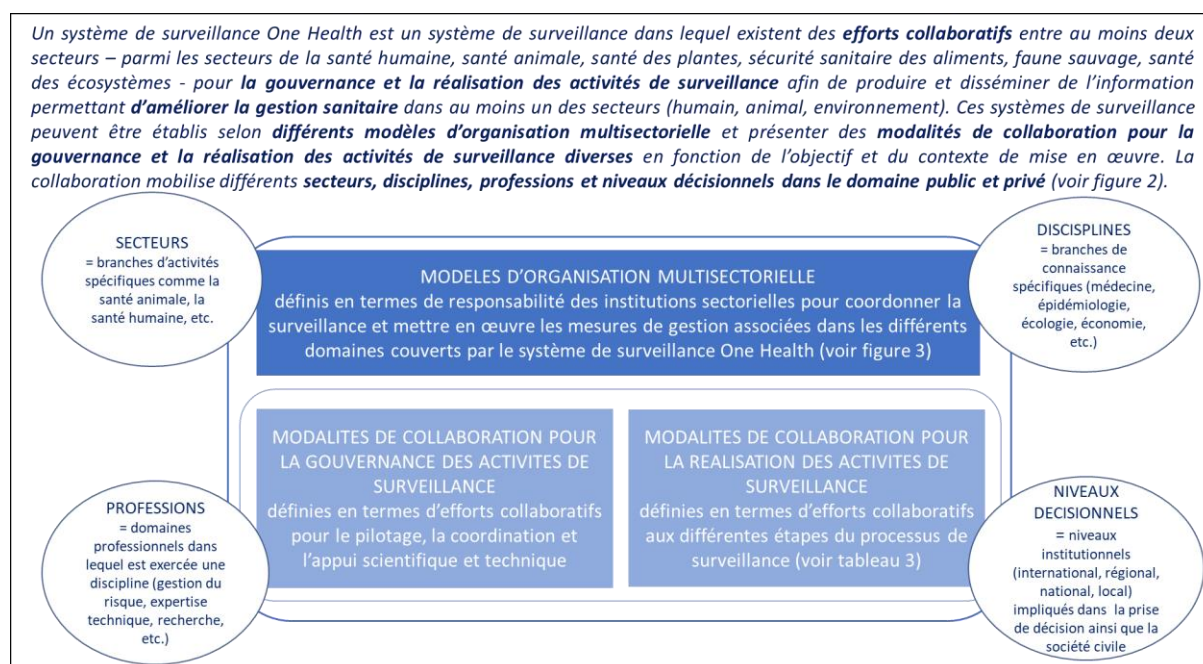 Un système de surveillance One Health est un système de surveillance dans lequel existent des efforts collaboratifs entre au moins deux
secteurs – parmi les secteurs de la santé humaine, santé animale, santé des plantes, sécurité sanitaire des aliments, faune sauvage, santé
des écosystèmes - pour la gouvernance et la réalisation des activités de surveillance afin de produire et disséminer de l'information
permettant d'améliorer la gestion sanitaire dans au moins un des secteurs (humain, animal, environnement). Ces systèmes de surveillance
peuvent être établis selon différents modèles d'organisation multisectorielle et présenter des modalités de collaboration pour la
gouvernance et la réalisation des activités de surveillance diverses en fonction de l'objectif et du contexte de mise en œuvre. La
collaboration mobilise différents secteurs, disciplines, professions et niveaux décisionnels dans le domaine public et privé (voir figure 2).
SECTEURS
= branches d'activités
spécifiques comme la
santé animale, la
santé humaine, etc.
MODELES D'ORGANISATION MULTISECTORIELLE
définis en termes de responsabilité des institutions sectorielles pour coordonner la
surveillance et mettre en œuvre les mesures de gestion associées dans les différents
domaines couverts par le système de surveillance One Health (voir figure 3)
DISCISPLINES
= branches de
connaissance
spécifiques (médecine,
épidémiologie,
écologie, économie,
etc.)
MODALITES DE COLLABORATION POUR
LA GOUVERNANCE DES ACTIVITES DE
SURVEILLANCE
définies en termes d'efforts collaboratifs
pour le pilotage, la coordination et
l'appui scientifique et technique
MODALITES DE COLLABORATION POUR
LA REALISATION DES ACTIVITES DE
SURVEILLANCE
définies en termes d'efforts collaboratifs
aux différentes étapes du processus de
surveillance (voir tableau 3)
PROFESSIONS
= domaines
professionnels dans
lequel est exercée une
discipline (gestion du
risque, expertise
technique, recherche,
etc.)
NIVEAUX
DECISIONNELS
= niveaux
institutionnels
(international, régional,
national, local)
impliqués dans la prise
de décision ainsi que la
société civile